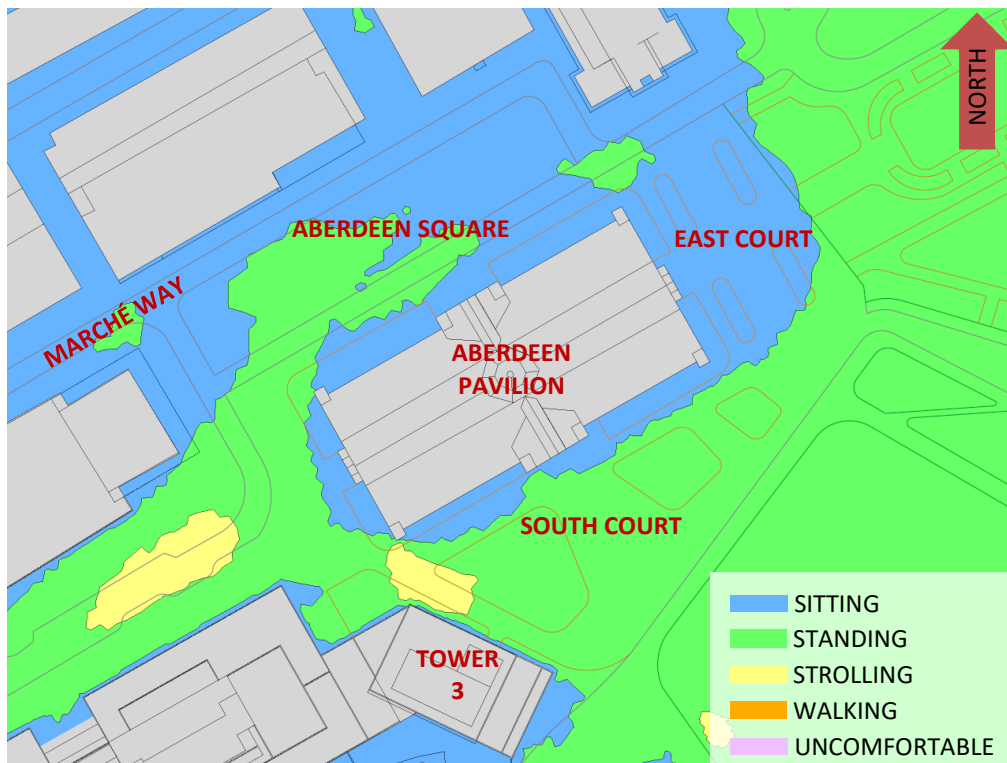 NORTH
ABERDEEN SQUARE
EAST COURT
MARCHÉ WAY
ABERDEEN
PAVILION
SOUTH COURT
TOWER
3
SITTING
STANDING
STROLLING
WALKING
UNCOMFORTABLE